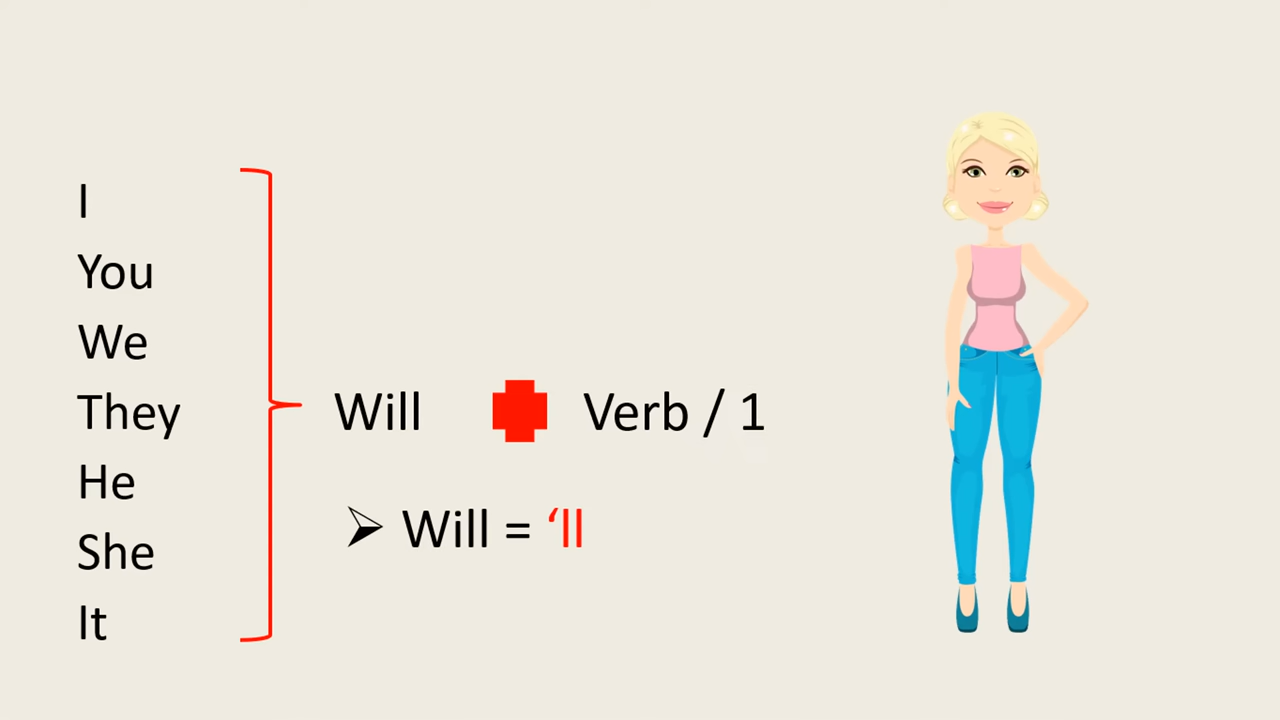 I
You
We
They
He
She
It
Will Verb / 1
Will = ‘ll